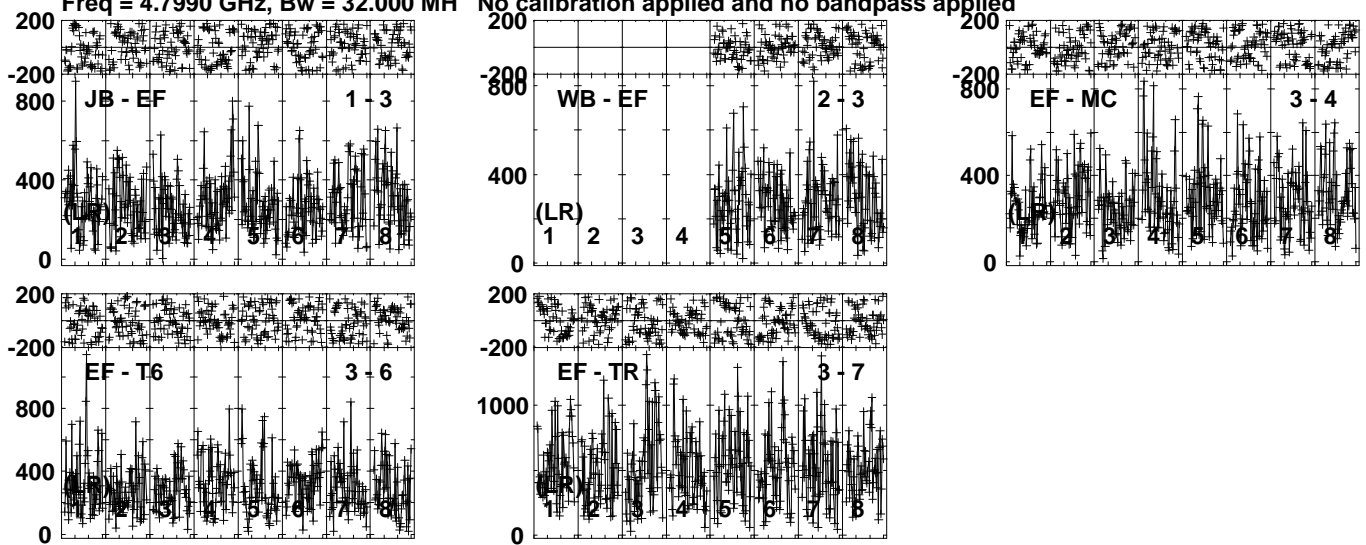 Freq = 4.7990 GHz, Bw = 32.000 MH No calibration applied and no bandpass applied
200
-200
800
400
0
JB - EF 1 - 3
(LR)
1 2 3 4 5 6 7 8
200
-200
800
400
0
WB - EF 2 - 3
(LR)
1 2 3 4 5 6 7 8
200
-200
800
400
0
EF - MC 3 - 4
(LR)
1 2 3 4 5 6 7 8
200
-200
800
400
0
EF - T6 3 - 6
(LR)
1 2 3 4 5 6 7 8
200
-200
1000
0
EF - TR 3 - 7
(LR)
1 2 3 4 5 6 7 8